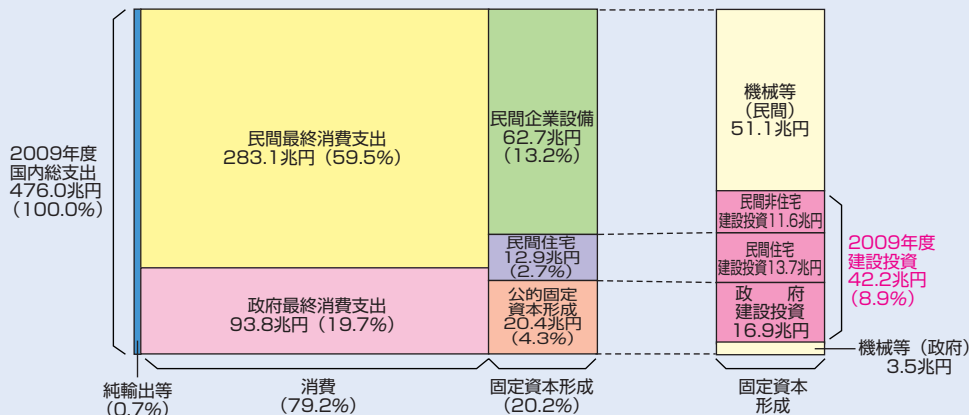 2009年度
国内総支出
476.0兆円
(100.0%)
民間最終消費支出
283.1兆円(59.5%)
政府最終消費支出
93.8兆円(19.7%)
民間企業設備
62.7兆円
(13.2%)
民間住宅
12.9兆円
(2.7%)
公的固定
資本形成
20.4兆円
(4.3%)
機械等
(民間)
51.1兆円
民間非住宅
建設投資11.6兆円
民間住宅
建設投資13.7兆円
政 府
建設投資
16.9兆円
2009年度
建設投資
42.2兆円
(8.9%)
機械等(政府)
3.5兆円
純輸出等
(0.7%)
消費
(79.2%)
固定資本形成
(20.2%)
固定資本
形成